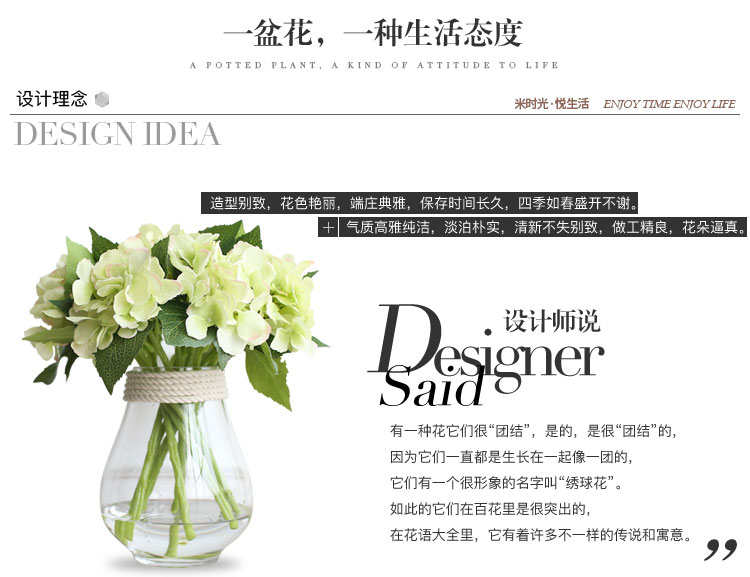 一盆花，一种生活态度
A POTTED PLANT, A KIND OF ATTITUDE TO LIFE
设计理念
米时光·悦生活 ENJOY TIME ENJOY LIFE
DESIGN IDEA
造型别致，花色艳丽，端庄典雅，保存时间长久，四季如春盛开不谢。
气质高雅纯洁，淡泊朴实，清新不失别致，做工精良，花朵逼真。
设计师说
Designer
Said
有一种花它们很“团结”，是的，是很“团结”的，
因为它们一直都是生长在一起像一团的，
它们有一个很形象的名字叫“绣球花”。
如此的它们在百花里是很突出的，
在花语大全里，它有着许多不一样的传说和寓意。
”